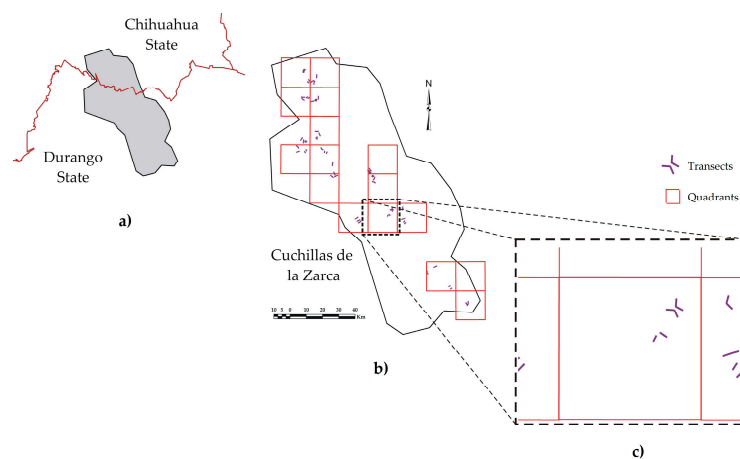 Chihuahua
State
Durango
State
a)
N
Cuchillas de
la Zarca
10 5 0 10 20 30 40
Km
b)
Transects
Quadrants
c)